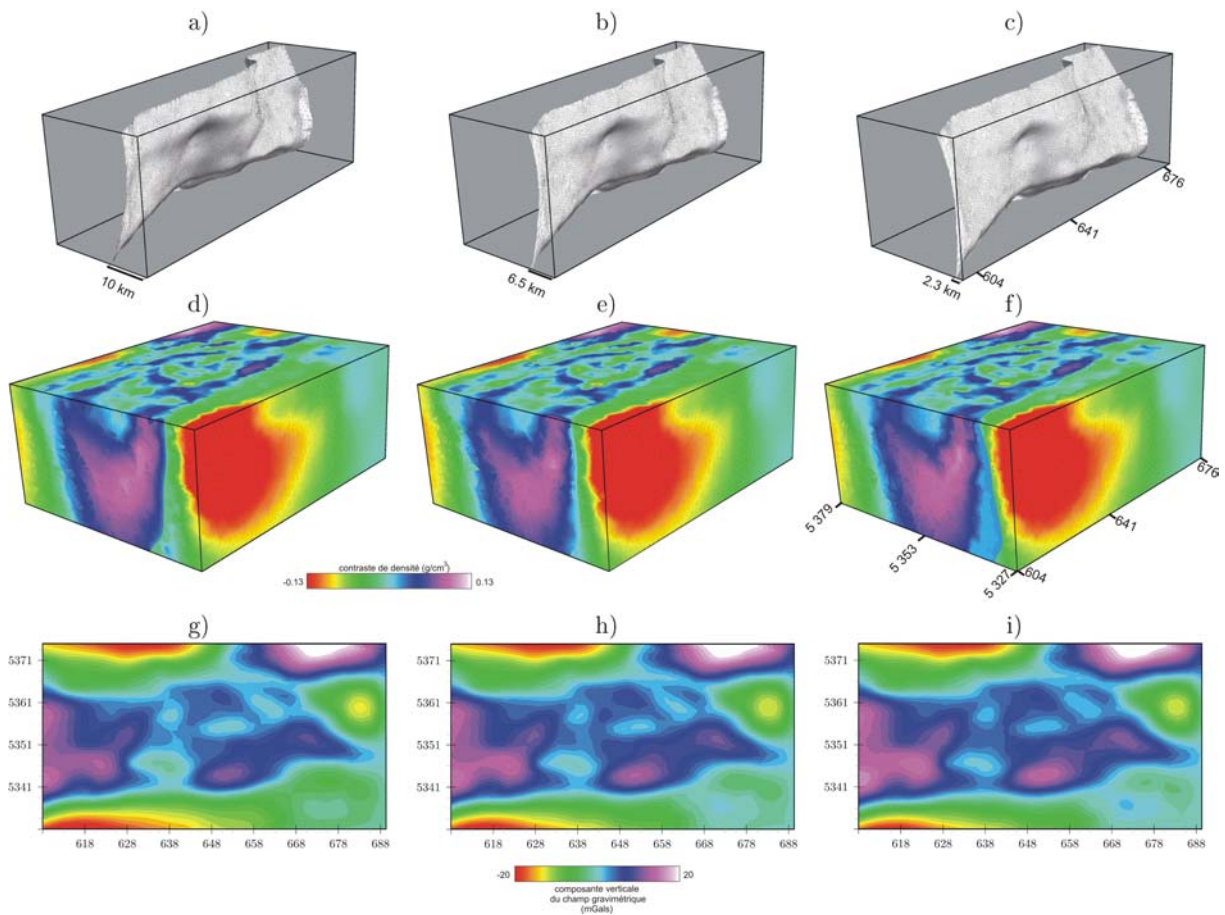 a) b) c)
10 km
6.5 km
2.3 km
604
641
676
d) e) f)
5 379
5 353
5 327
604
641
676
contraste de densité (g/cm³)
-0.13 0.13
g) h) i)
5371
5361
5351
5341
618 628 638 648 658 668 678 688
5371
5361
5351
5341
618 628 638 648 658 668 678 688
5371
5361
5351
5341
618 628 638 648 658 668 678 688
-20 20
composante verticale
du champ gravimétrique
(mGals)